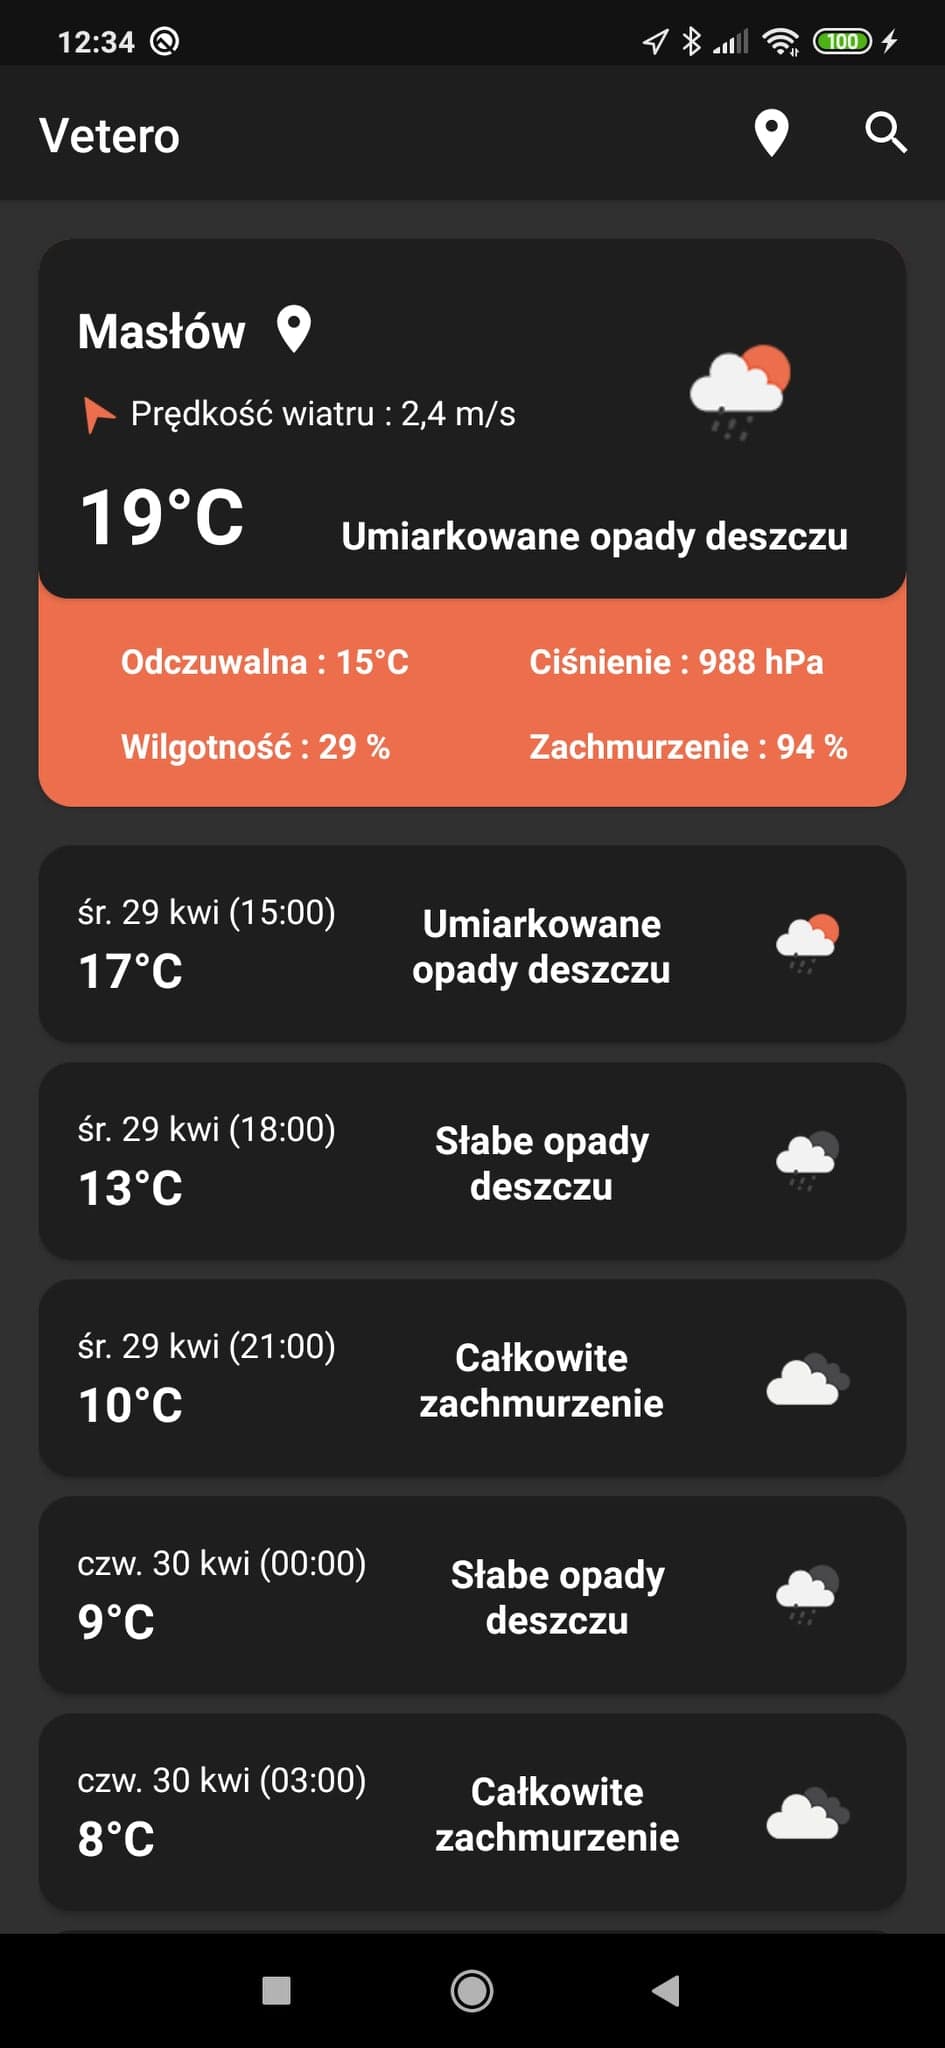 12:34
100
Vetero
Masłów
Prędkość wiatru : 2,4 m/s
19°C
Umiarkowane opady deszczu
Odczuwalna : 15°C
Ciśnienie : 988 hPa
Wilgotność : 29 %
Zachmurzenie : 94 %
śr. 29 kwi (15:00)
17°C
Umiarkowane
opady deszczu
śr. 29 kwi (18:00)
13°C
Słabe opady
deszczu
śr. 29 kwi (21:00)
10°C
Całkowite
zachmurzenie
czw. 30 kwi (00:00)
9°C
Słabe opady
deszczu
czw. 30 kwi (03:00)
8°C
Całkowite
zachmurzenie